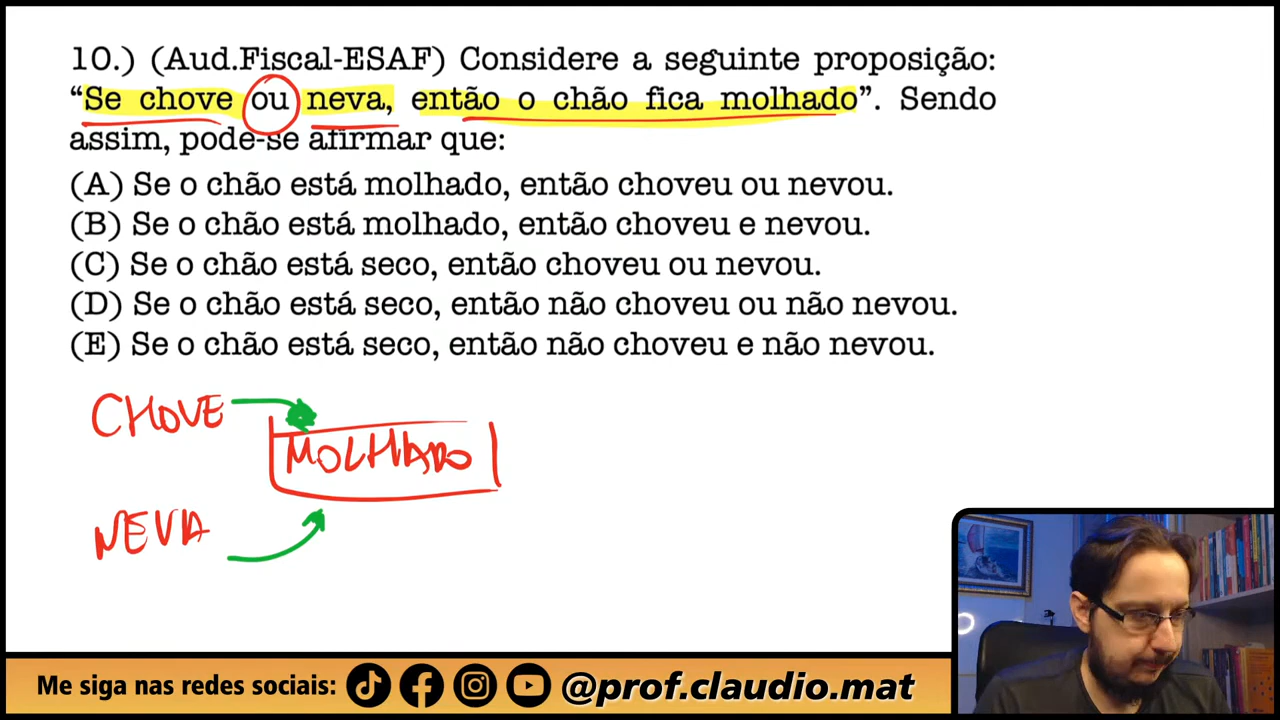 10.) (Aud.Fiscal-ESAF) Considere a seguinte proposição:
“Se chove ou neva, então o chão fica molhado”. Sendo
assim, pode-se afirmar que:
(A) Se o chão está molhado, então choveu ou nevou.
(B) Se o chão está molhado, então choveu e nevou.
(C) Se o chão está seco, então choveu ou nevou.
(D) Se o chão está seco, então não choveu ou não nevou.
(E) Se o chão está seco, então não choveu e não nevou.
CHOVE
MOLHADO
NEVA
Me siga nas redes sociais: @prof.claudio.mat